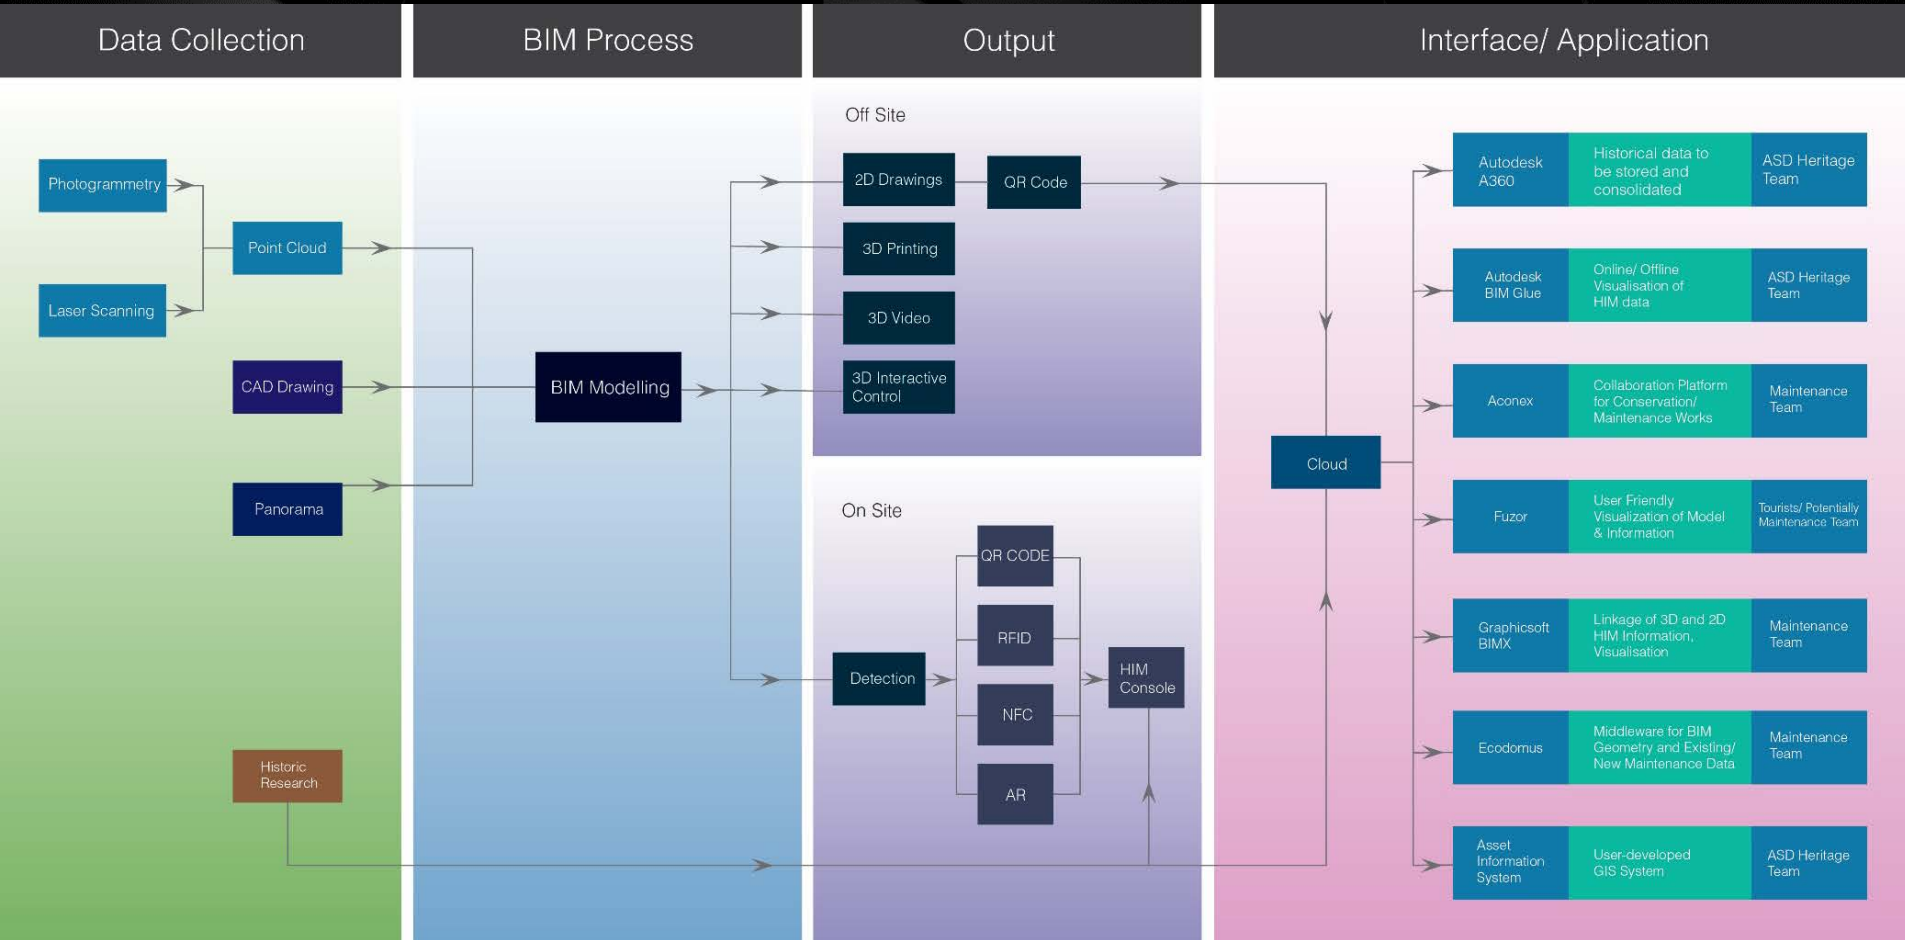 Data Collection
BIM Process
Output
Interface/ Application
Photogrammetry
Laser Scanning
Point Cloud
CAD Drawing
Panorama
Historic
Research
BIM Modelling
Off Site
2D Drawings
QR Code
3D Printing
3D Video
3D Interactive
Control
On Site
Detection
QR CODE
RFID
NFC
AR
HIM
Console
Cloud
Autodesk
A360
Historical data to
be stored and
consolidated
ASD Heritage
Team
Autodesk
BIM Glue
Online/ Offline
Visualisation of
HIM data
ASD Heritage
Team
Aconex
Collaboration Platform
for Conservation/
Maintenance Works
Maintenance
Team
Fuzor
User Friendly
Visualization of Model
& Information
Tourists/ Potentially
Maintenance Team
Graphicsoft
BIMX
Linkage of 3D and 2D
HIM Information,
Visualisation
Maintenance
Team
Ecodomus
Middleware for BIM
Geometry and Existing/
New Maintenance Data
Maintenance
Team
Asset
Information
System
User-developed
GIS System
ASD Heritage
Team